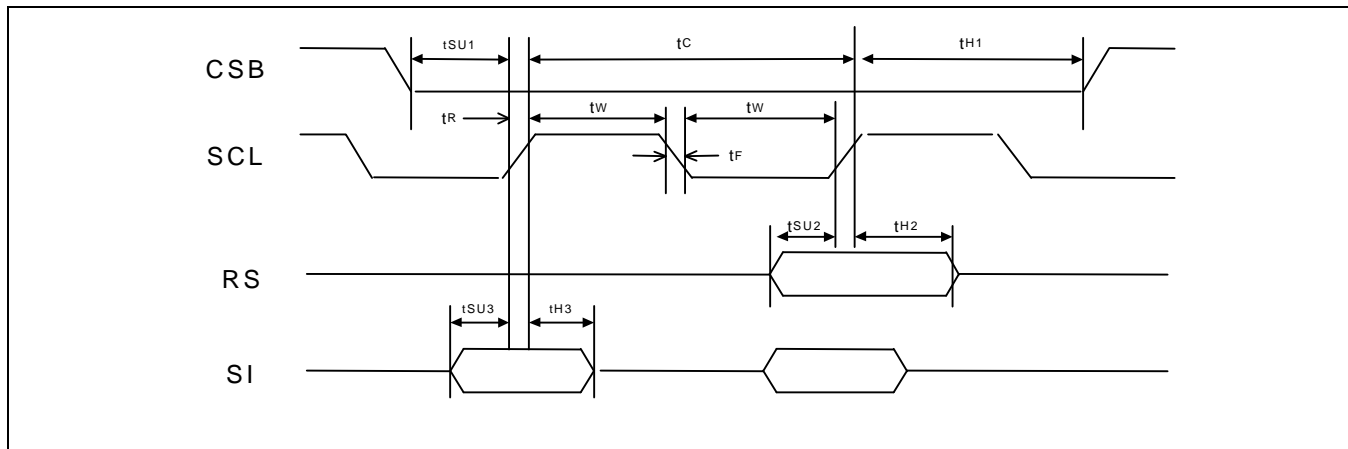 tSU1
tC
tH1
CSB
tR
tW
tW
SCL
tF
tSU2
tH2
RS
tSU3
tH3
SI